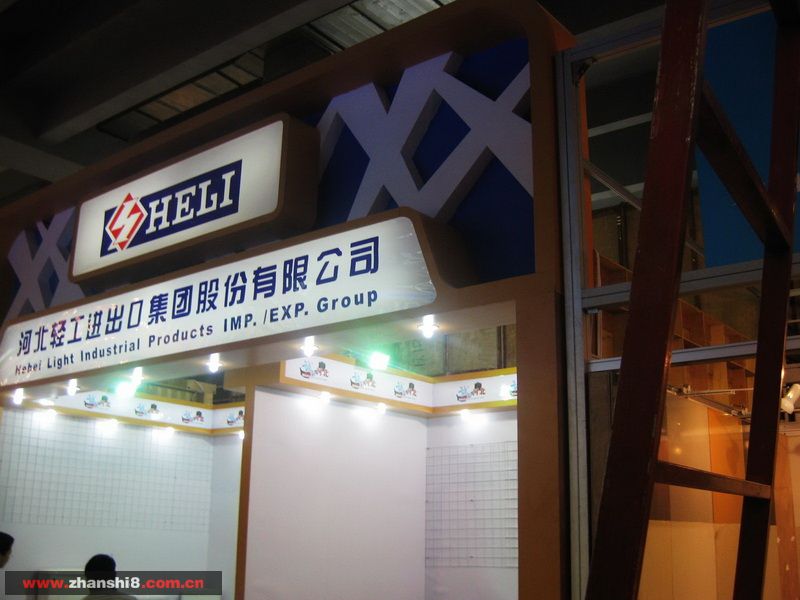 HELI
河北轻工进出口集团股份有限公司
Hebei Light Industrial Products IMP. /EXP. Group
www.zhanshi8.com.cn